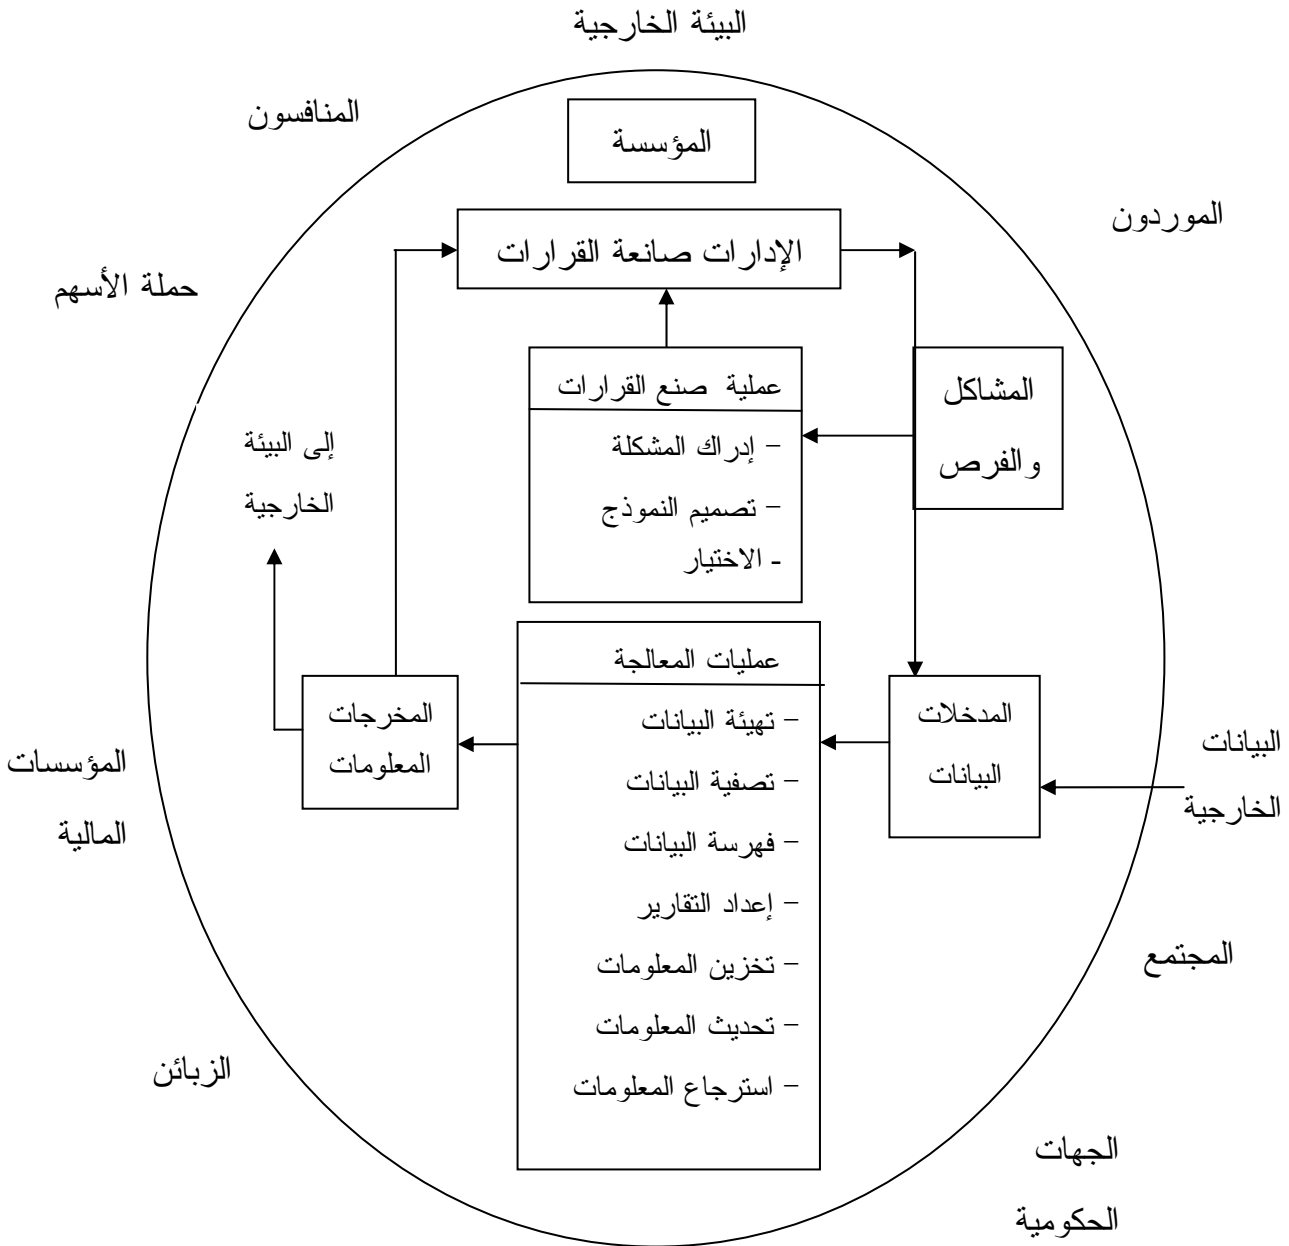 البيئة الخارجية
المنافسون
المؤسسة
الموردون
الإدارات صانعة القرارات
حملة الأسهم
عملية صنع القرارات
– إدراك المشكلة
– تصميم النموذج
- الاختيار
المشاكل
والفرص
إلى البيئة
الخارجية
عمليات المعالجة
– تهيئة البيانات
– تصفية البيانات
– فهرسة البيانات
– إعداد التقارير
– تخزين المعلومات
– تحديث المعلومات
– استرجاع المعلومات
المدخلات
البيانات
المخرجات
المعلومات
البيانات
الخارجية
المؤسسات
المالية
المجتمع
الزبائن
الجهات
الحكومية